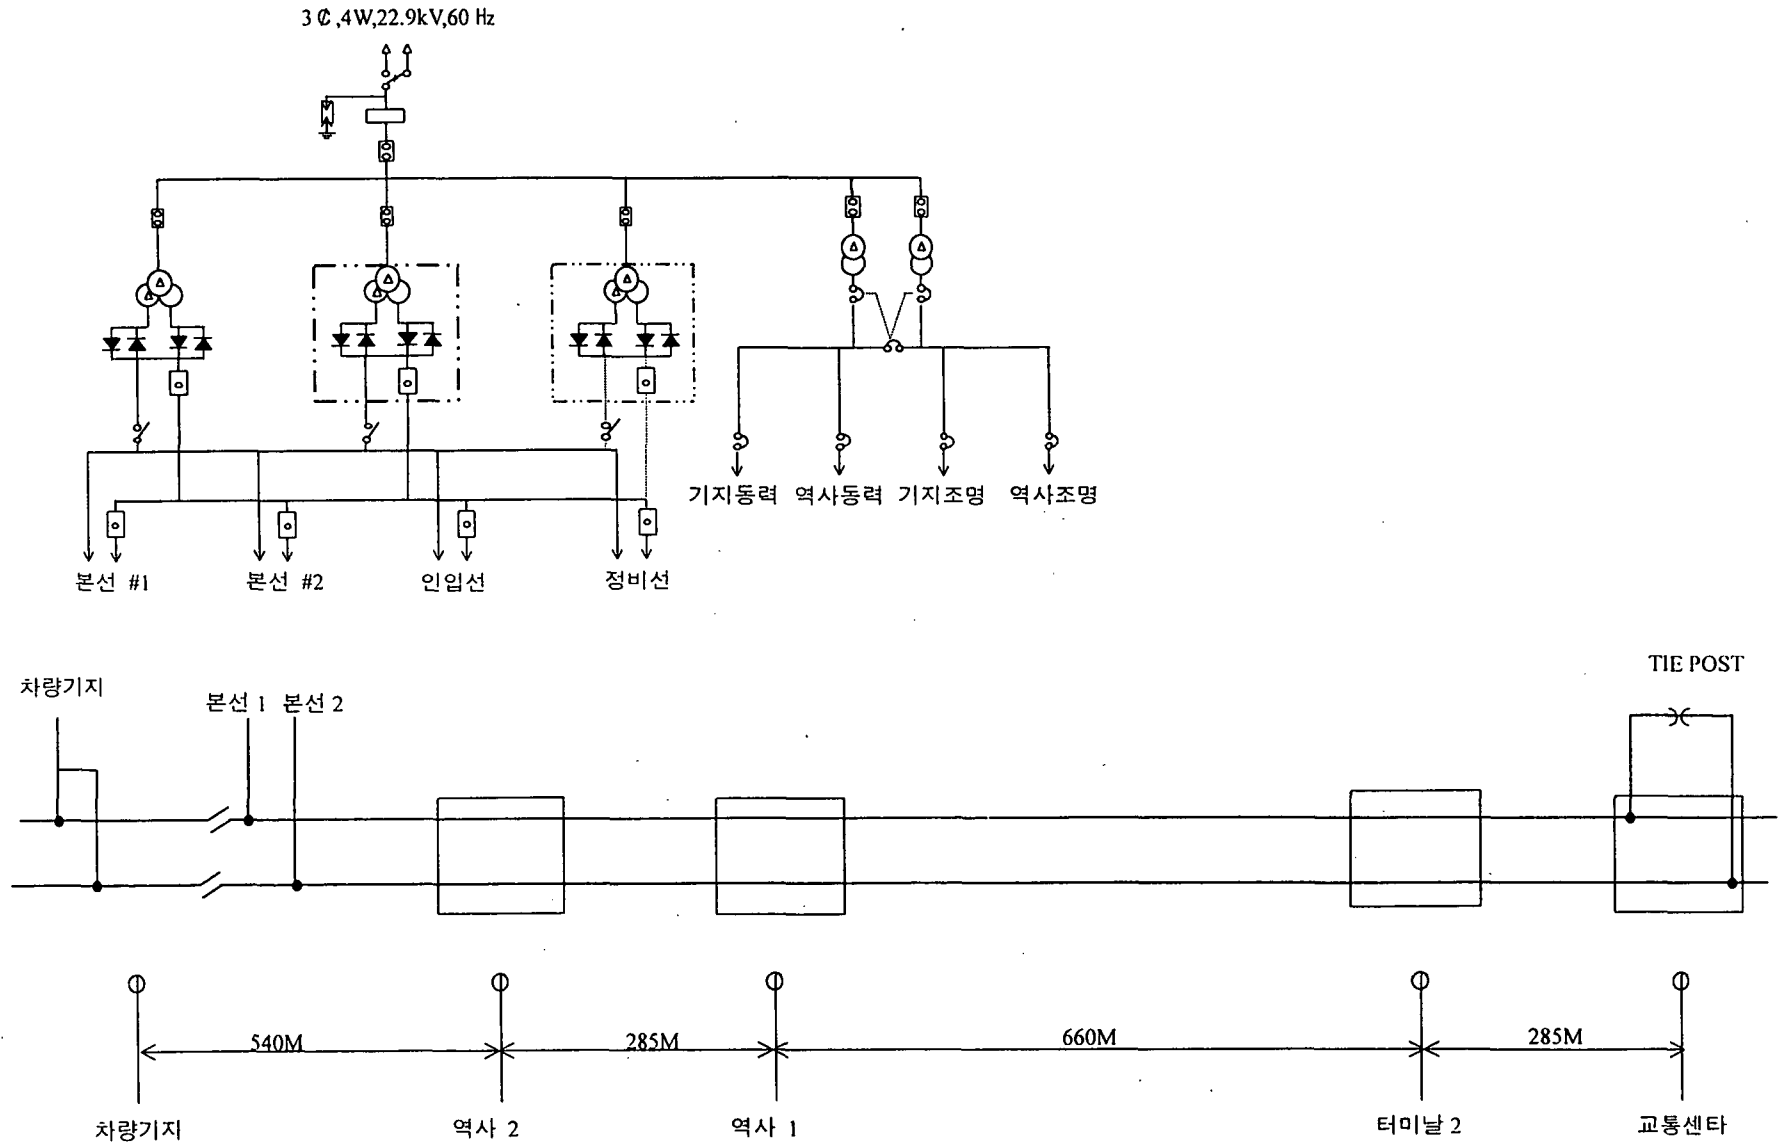 3 ⊄ ,4W,22.9kV,60 Hz
기지동력 역사동력 기지조명 역사조명
본선 #1 본선 #2 인입선 정비선
TIE POST
차량기지 본선 1 본선 2
540M 285M 660M 285M
차량기지 역사 2 역사 1 터미날 2 교통센타